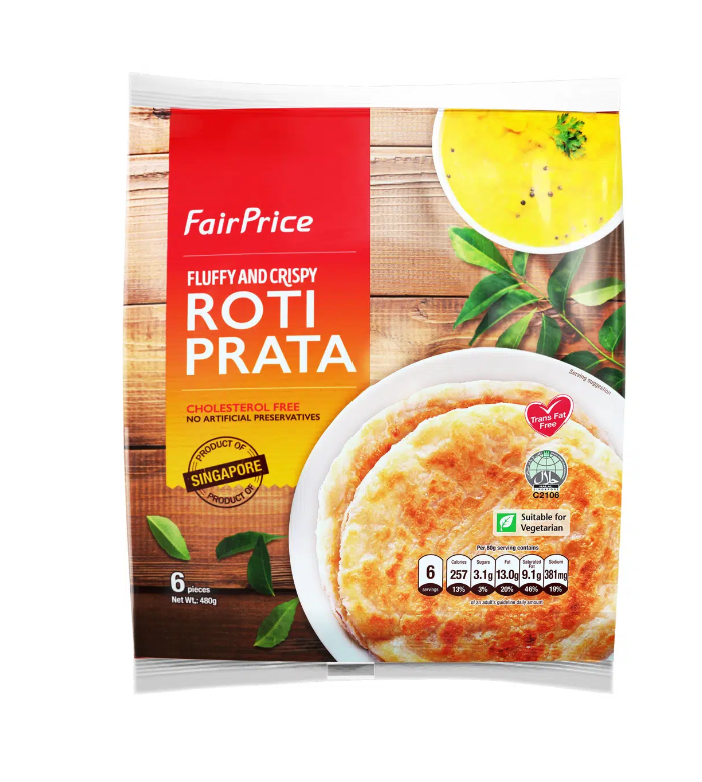 FairPrice
FLUFFY AND CRISPY
ROTI
PRATA
CHOLESTEROL FREE
NO ARTIFICIAL PRESERVATIVES
PRODUCT OF
SINGAPORE
PRODUCT OF
6 pieces
Net Wt.: 480g
Serving suggestion
Trans Fat
Free
حلال
C2106
Suitable for
Vegetarian
Per 80g serving contains
6 Servings
Calories 257 13%
Sugars 3.1g 3%
Fat 13.0g 20%
Saturated Fat 9.1g 46%
Sodium 381mg 19%
of an adult's guideline daily amount